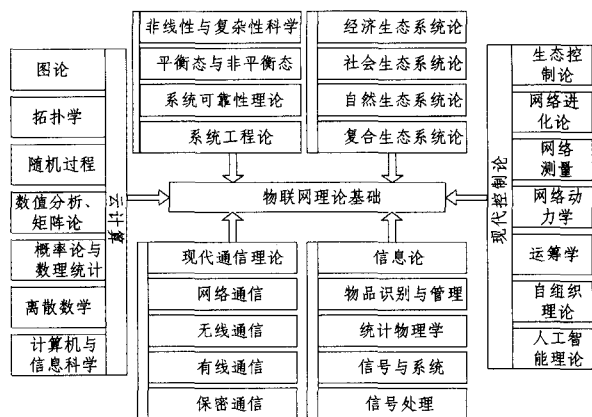 图论
拓扑学
随机过程
数值分析、
矩阵论
概率论与
数理统计
离散数学
计算机与
信息科学
云计算
非线性与复杂性科学
平衡态与非平衡态
系统可靠性理论
系统工程论
经济生态系统论
社会生态系统论
自然生态系统论
复合生态系统论
物联网理论基础
现代通信理论
网络通信
无线通信
有线通信
保密通信
信息论
物品识别与管理
统计物理学
信号与系统
信号处理
现代控制论
生态控
制论
网络进
化论
网络
测量
网络动
力学
运筹学
自组织
理论
人工智
能理论